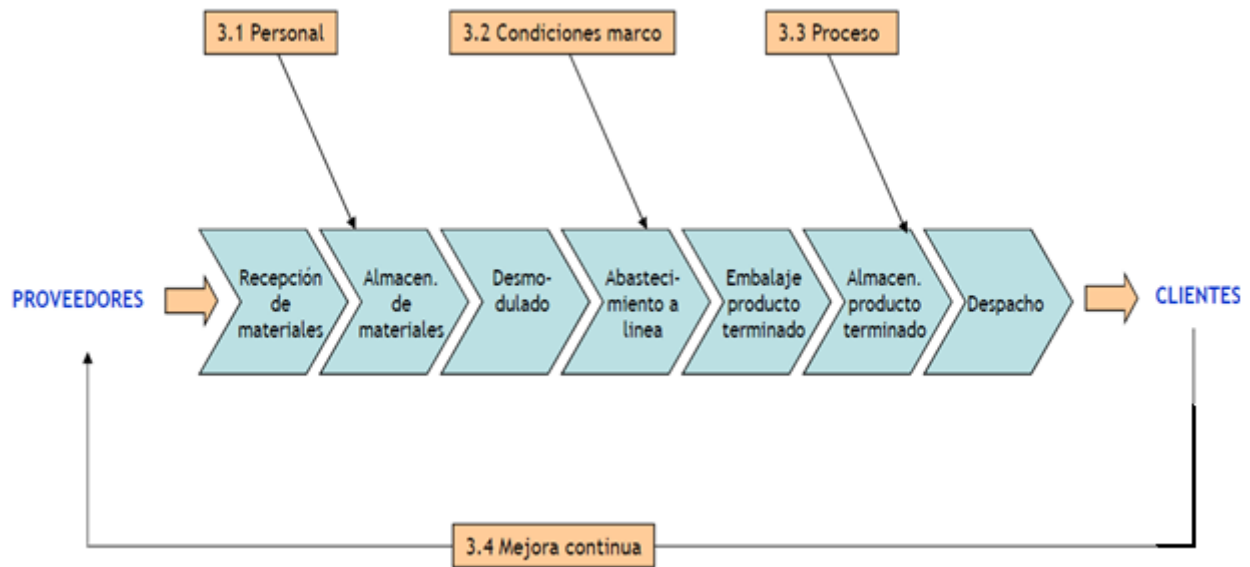 3.1 Personal
3.2 Condiciones marco
3.3 Proceso
PROVEEDORES
Recepción
de
materiales
Almacen.
de
materiales
Desmo-
dulado
Abasteci-
miento a
linea
Embalaje
producto
terminado
Almacen.
producto
terminado
Despacho
CLIENTES
3.4 Mejora continua